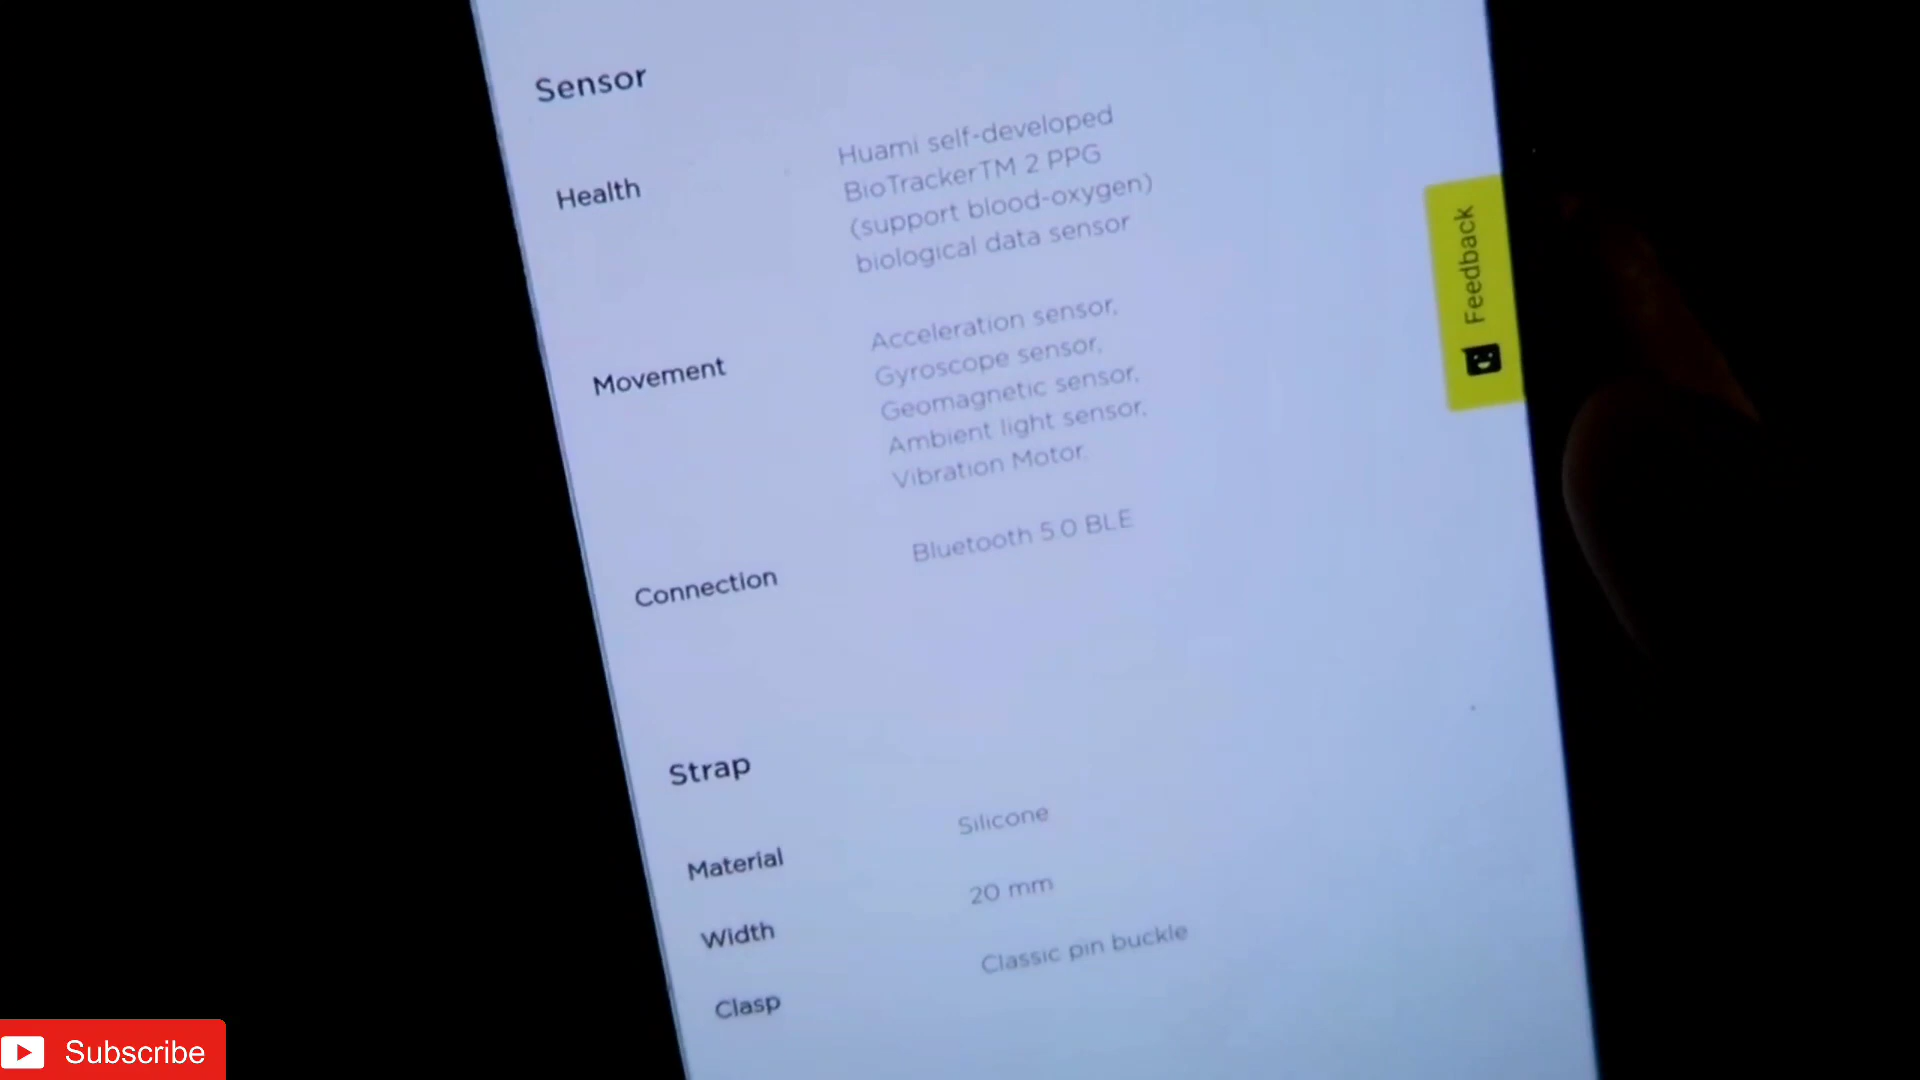 Sensor
Health
Huami self-developed
BioTrackerTM 2 PPG
(support blood-oxygen)
biological data sensor
Movement
Acceleration sensor,
Gyroscope sensor,
Geomagnetic sensor,
Ambient light sensor,
Vibration Motor.
Connection
Bluetooth 5.0 BLE
Strap
Material
Silicone
Width
20 mm
Clasp
Classic pin buckle
Feedback
Subscribe